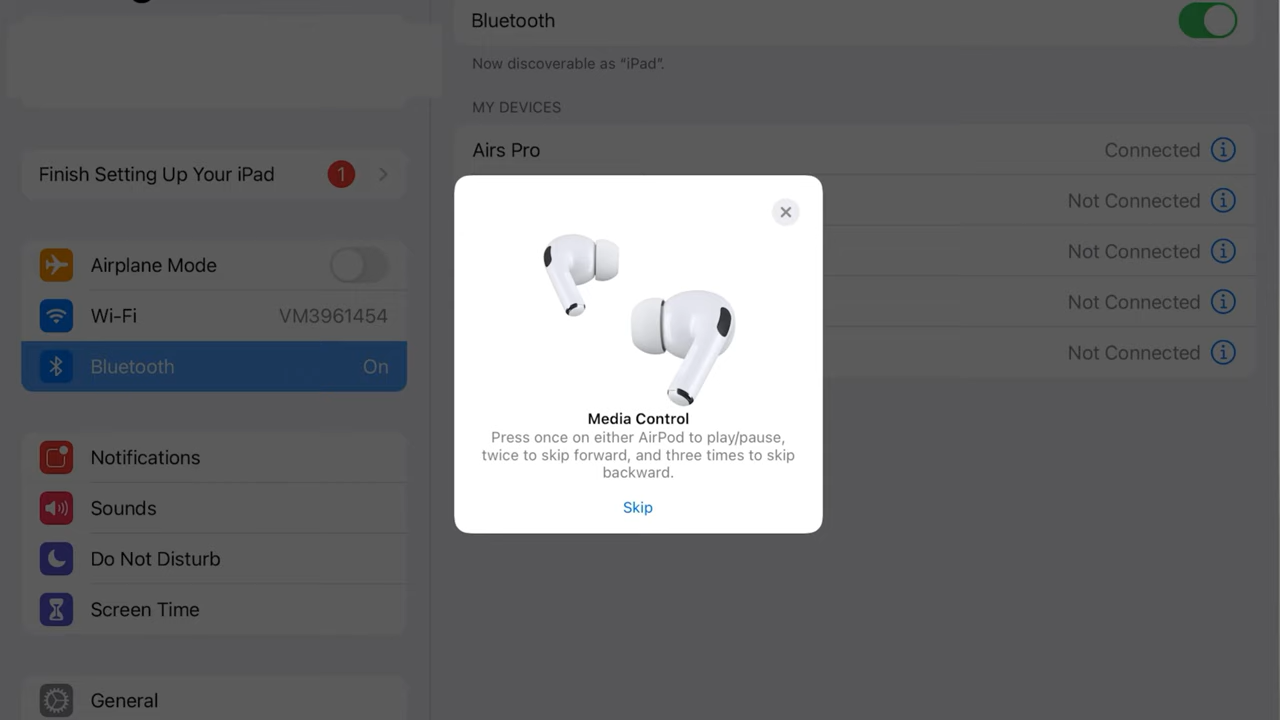 Bluetooth
Now discoverable as “iPad”.
MY DEVICES
Airs Pro Connected
Not Connected
Not Connected
Not Connected
Not Connected
Finish Setting Up Your iPad 1
Airplane Mode
Wi-Fi VM3961454
Bluetooth On
Notifications
Sounds
Do Not Disturb
Screen Time
General
Media Control
Press once on either AirPod to play/pause,
twice to skip forward, and three times to skip
backward.
Skip